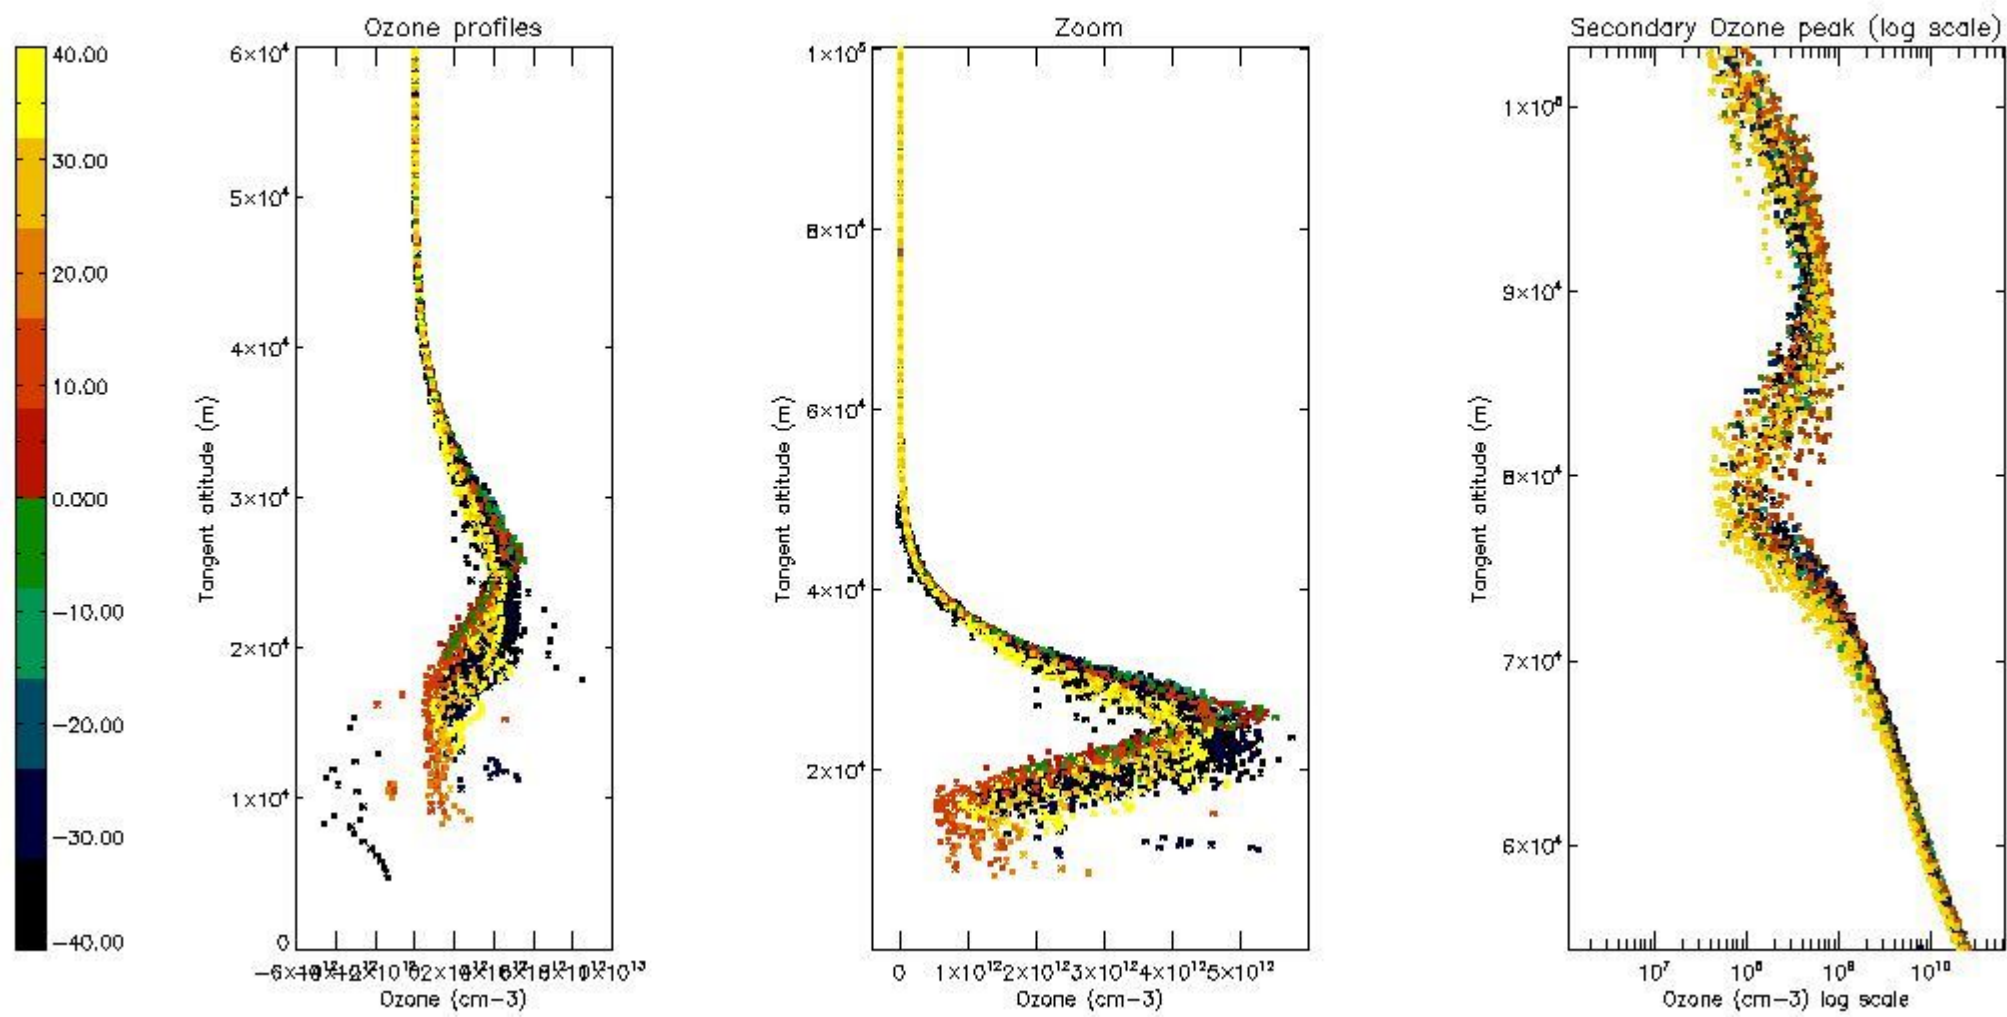 Ozone profiles
Zoom
Secondary Ozone peak (log scale)
40.00
30.00
20.00
10.00
0.000
-10.00
-20.00
-30.00
-40.00
6×10⁴
5×10⁴
4×10⁴
3×10⁴
2×10⁴
1×10⁴
0
Tangent altitude (m)
Ozone (cm-3)
1×10⁵
8×10⁴
6×10⁴
4×10⁴
2×10⁴
Tangent altitude (m)
0 1×10¹² 2×10¹² 3×10¹² 4×10¹² 5×10¹²
Ozone (cm-3)
1×10⁵
9×10⁴
8×10⁴
7×10⁴
6×10⁴
Tangent altitude (m)
10⁷ 10⁸ 10⁹ 10¹⁰
Ozone (cm-3) log scale